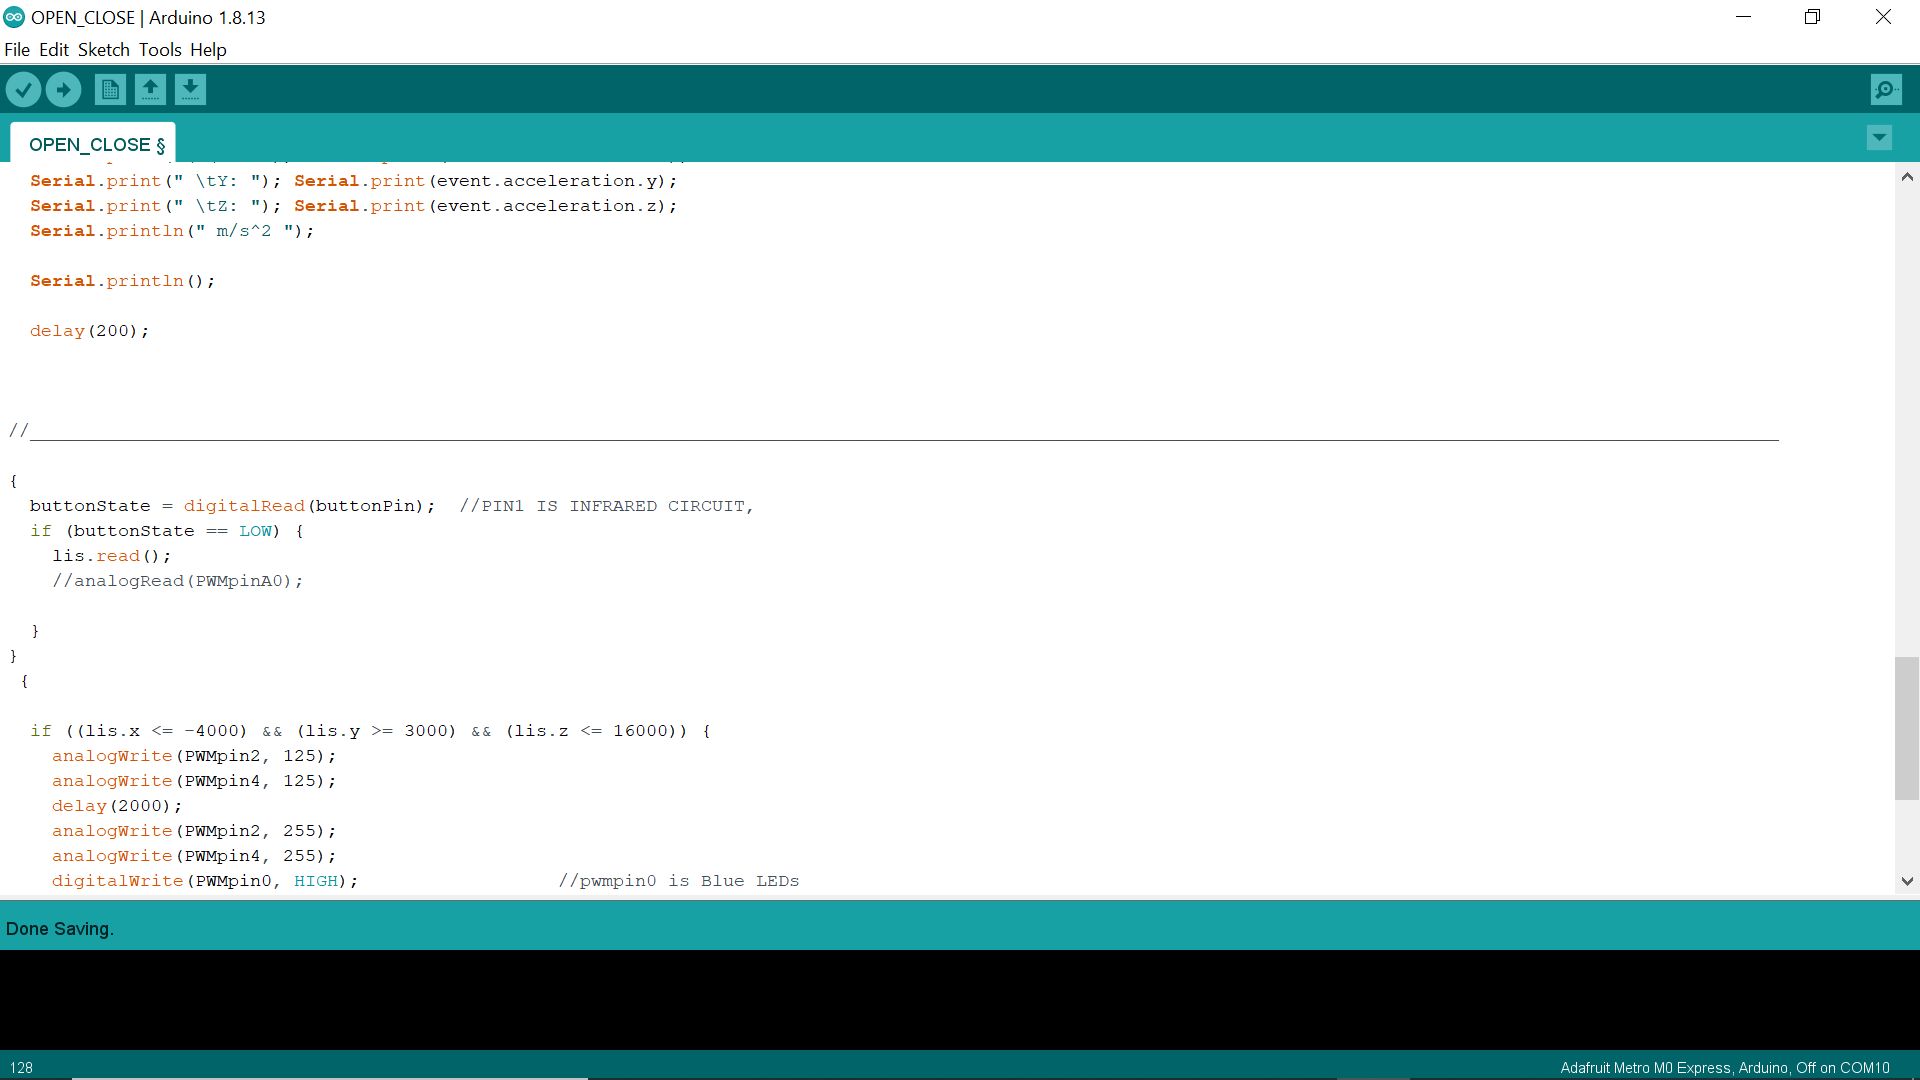 OPEN_CLOSE | Arduino 1.8.13
File Edit Sketch Tools Help
OPEN_CLOSE §
Serial.print(" \tY: "); Serial.print(event.acceleration.y);
Serial.print(" \tZ: "); Serial.print(event.acceleration.z);
Serial.println(" m/s^2 ");
Serial.println();
delay(200);
//
{
buttonState = digitalRead(buttonPin);  //PIN1 IS INFRARED CIRCUIT,
if (buttonState == LOW) {
lis.read();
//analogRead(PWMpinA0);
}
}
{
if ((lis.x <= -4000) && (lis.y >= 3000) && (lis.z <= 16000)) {
analogWrite(PWMpin2, 125);
analogWrite(PWMpin4, 125);
delay(2000);
analogWrite(PWMpin2, 255);
analogWrite(PWMpin4, 255);
digitalWrite(PWMpin0, HIGH);  //pwmpin0 is Blue LEDs
Done Saving.
128
Adafruit Metro M0 Express, Arduino, Off on COM10